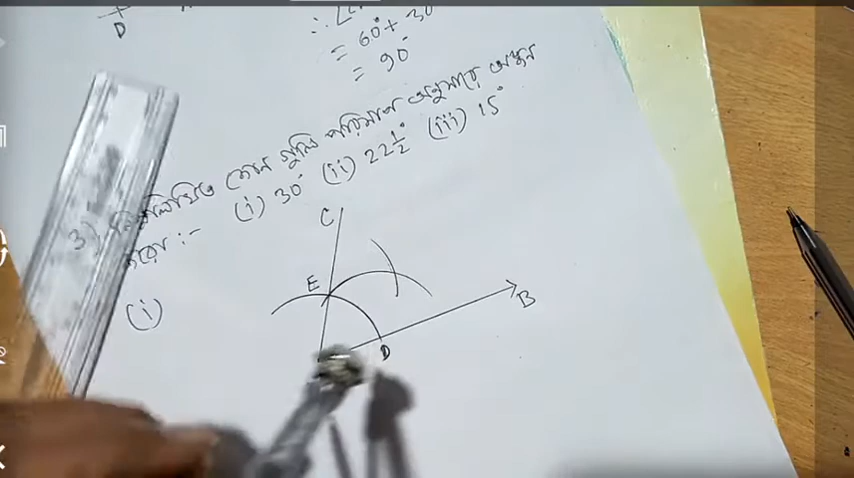 D
= 60° + 30°
= 90°
3) নিম্নলিখিত কোন গুলি পরিমাপ অনুসারে অঙ্কন
করো :- (i) 30° (ii) 22½° (iii) 15°
(i)
C
E
B
D